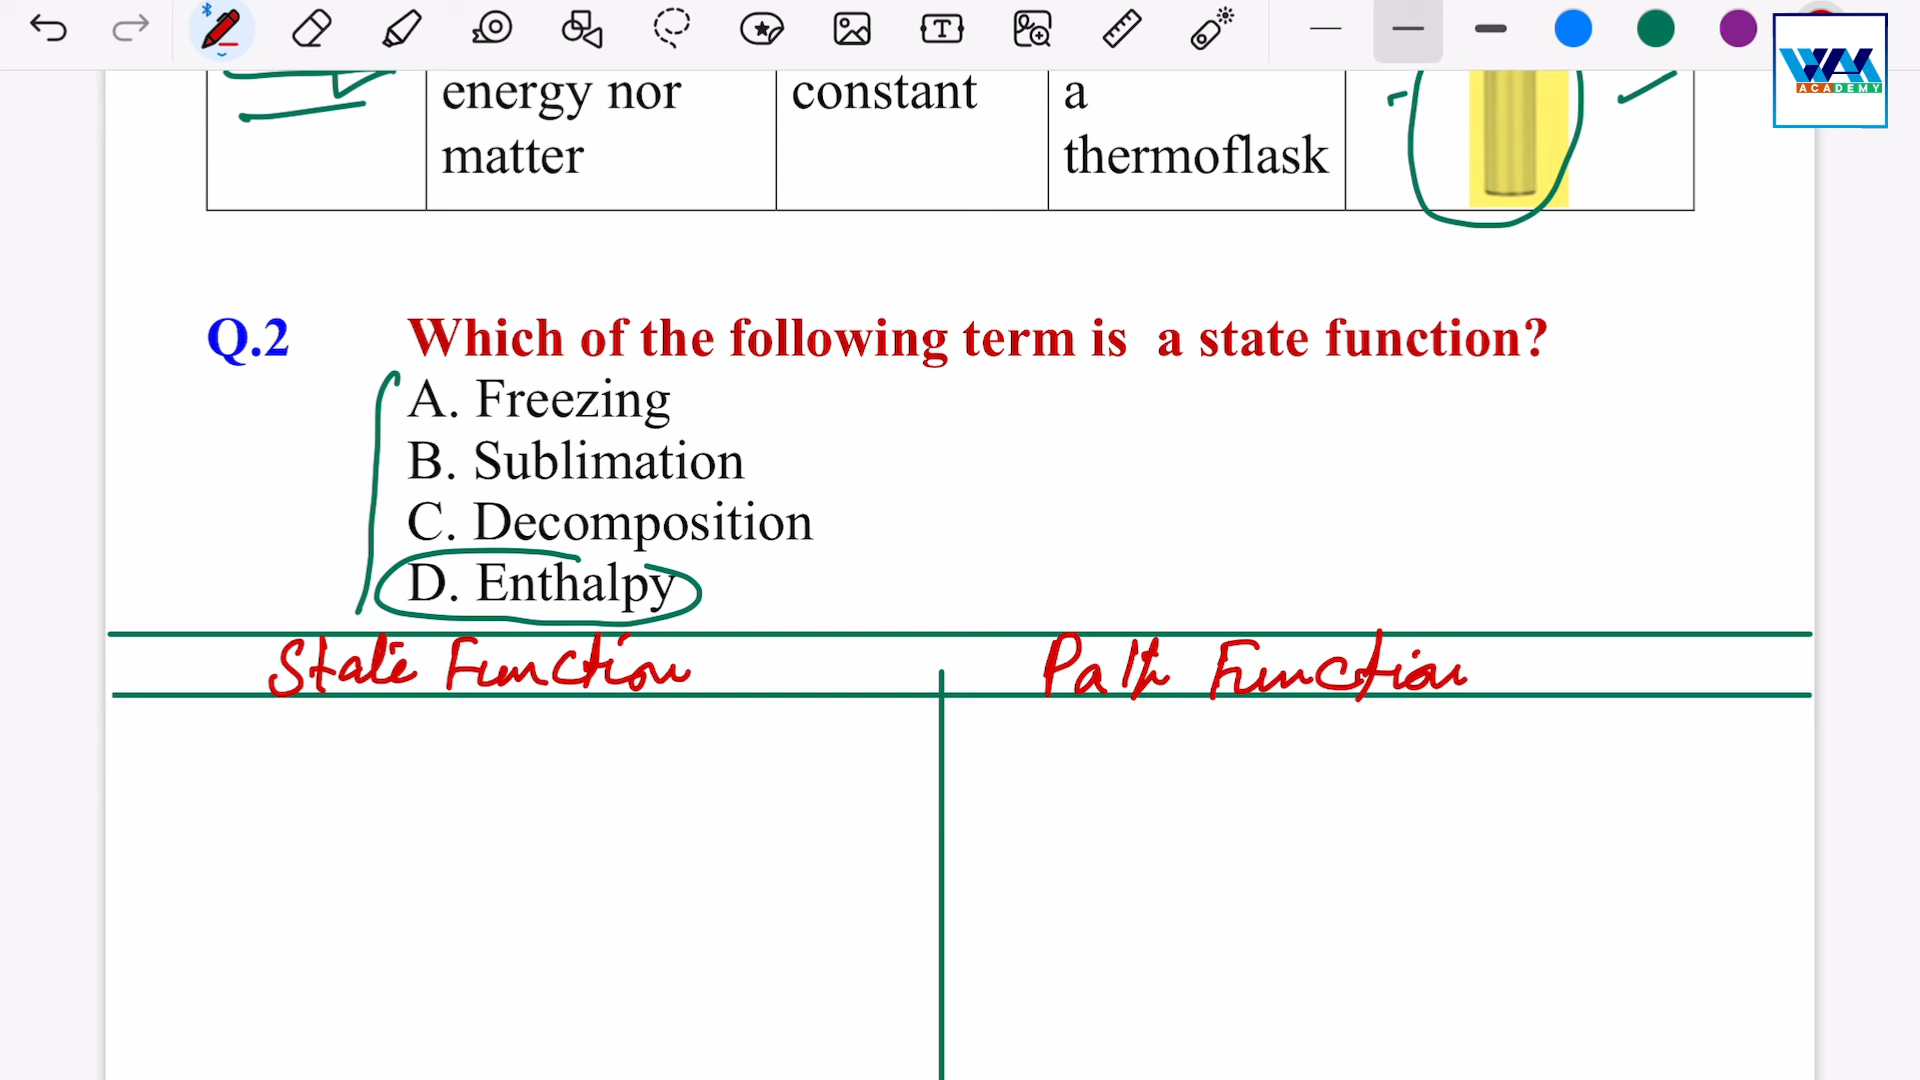 energy nor constant a
matter thermoflask
WAK
ACADEMY
Q.2 Which of the following term is a state function?
A. Freezing
B. Sublimation
C. Decomposition
D. Enthalpy
State Function Path Function